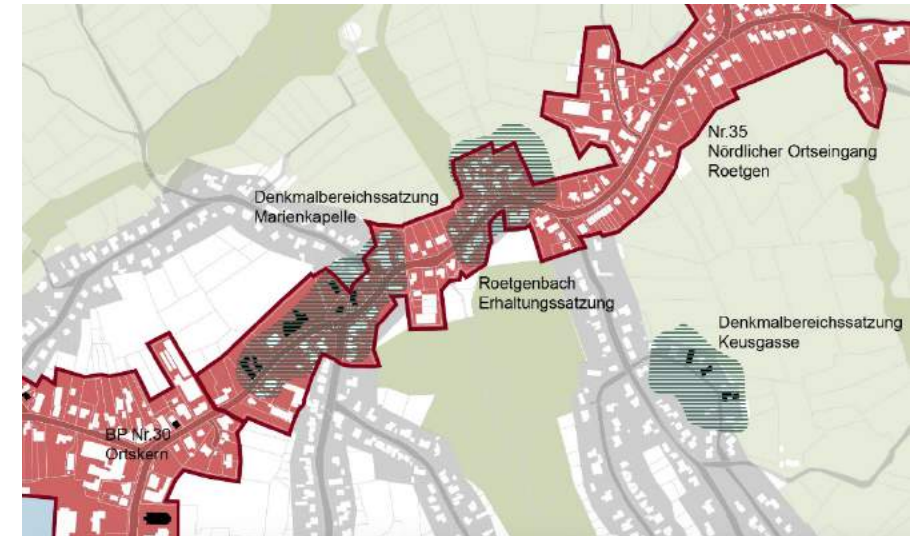 Nr.35
Nördlicher Ortseingang
Roetgen
Denkmalbereichssatzung
Marienkapelle
Roetgenbach
Erhaltungssatzung
Denkmalbereichssatzung
Keusgasse
BP Nr.30
Ortskern